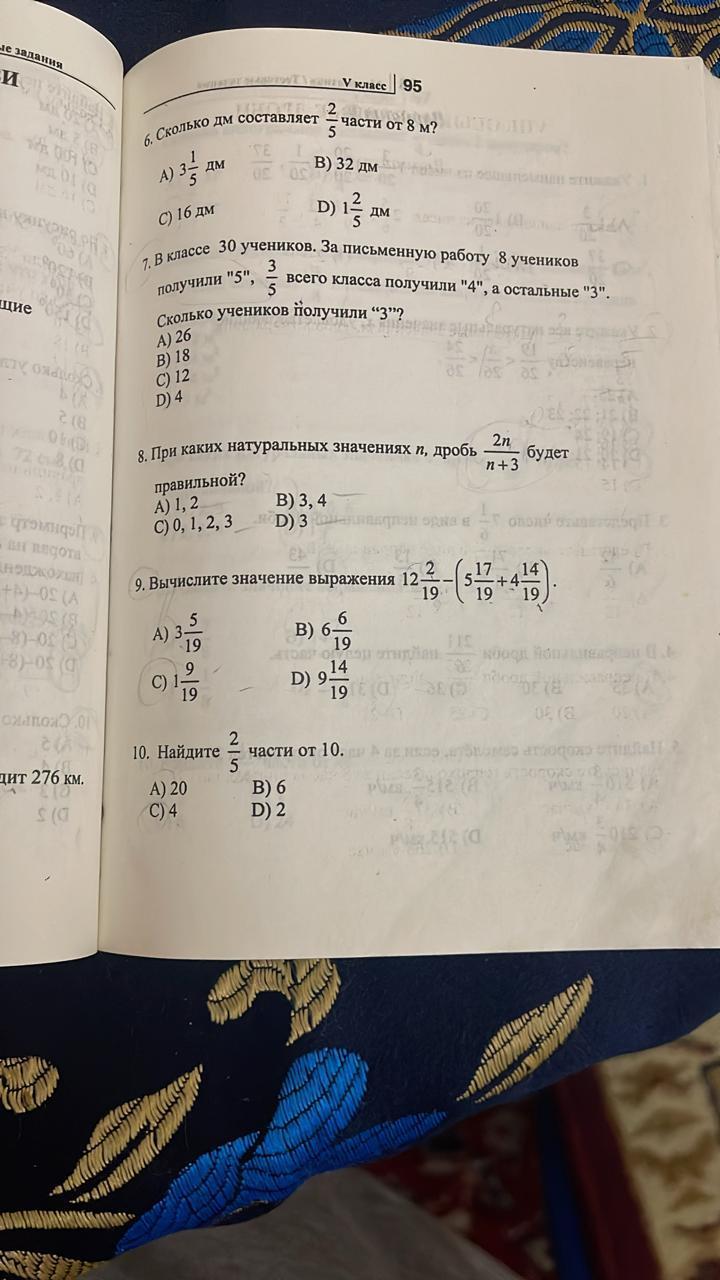 ые задания
щие
дит 276 км.
V класс | 95
6. Сколько дм составляет 2/5 части от 8 м?
A) 3 1/5 дм B) 32 дм
C) 16 дм D) 1 2/5 дм
7. В классе 30 учеников. За письменную работу 8 учеников
получили "5", 3/5 всего класса получили "4", а остальные "3".
Сколько учеников получили “3”?
A) 26
B) 18
C) 12
D) 4
8. При каких натуральных значениях n, дробь 2n/(n+3) будет
правильной?
A) 1, 2 B) 3, 4
C) 0, 1, 2, 3 D) 3
9. Вычислите значение выражения 12 2/19 − (5 17/19 + 4 14/19).
A) 3 5/19 B) 6 6/19
C) 1 9/19 D) 9 14/19
10. Найдите 2/5 части от 10.
A) 20 B) 6
C) 4 D) 2